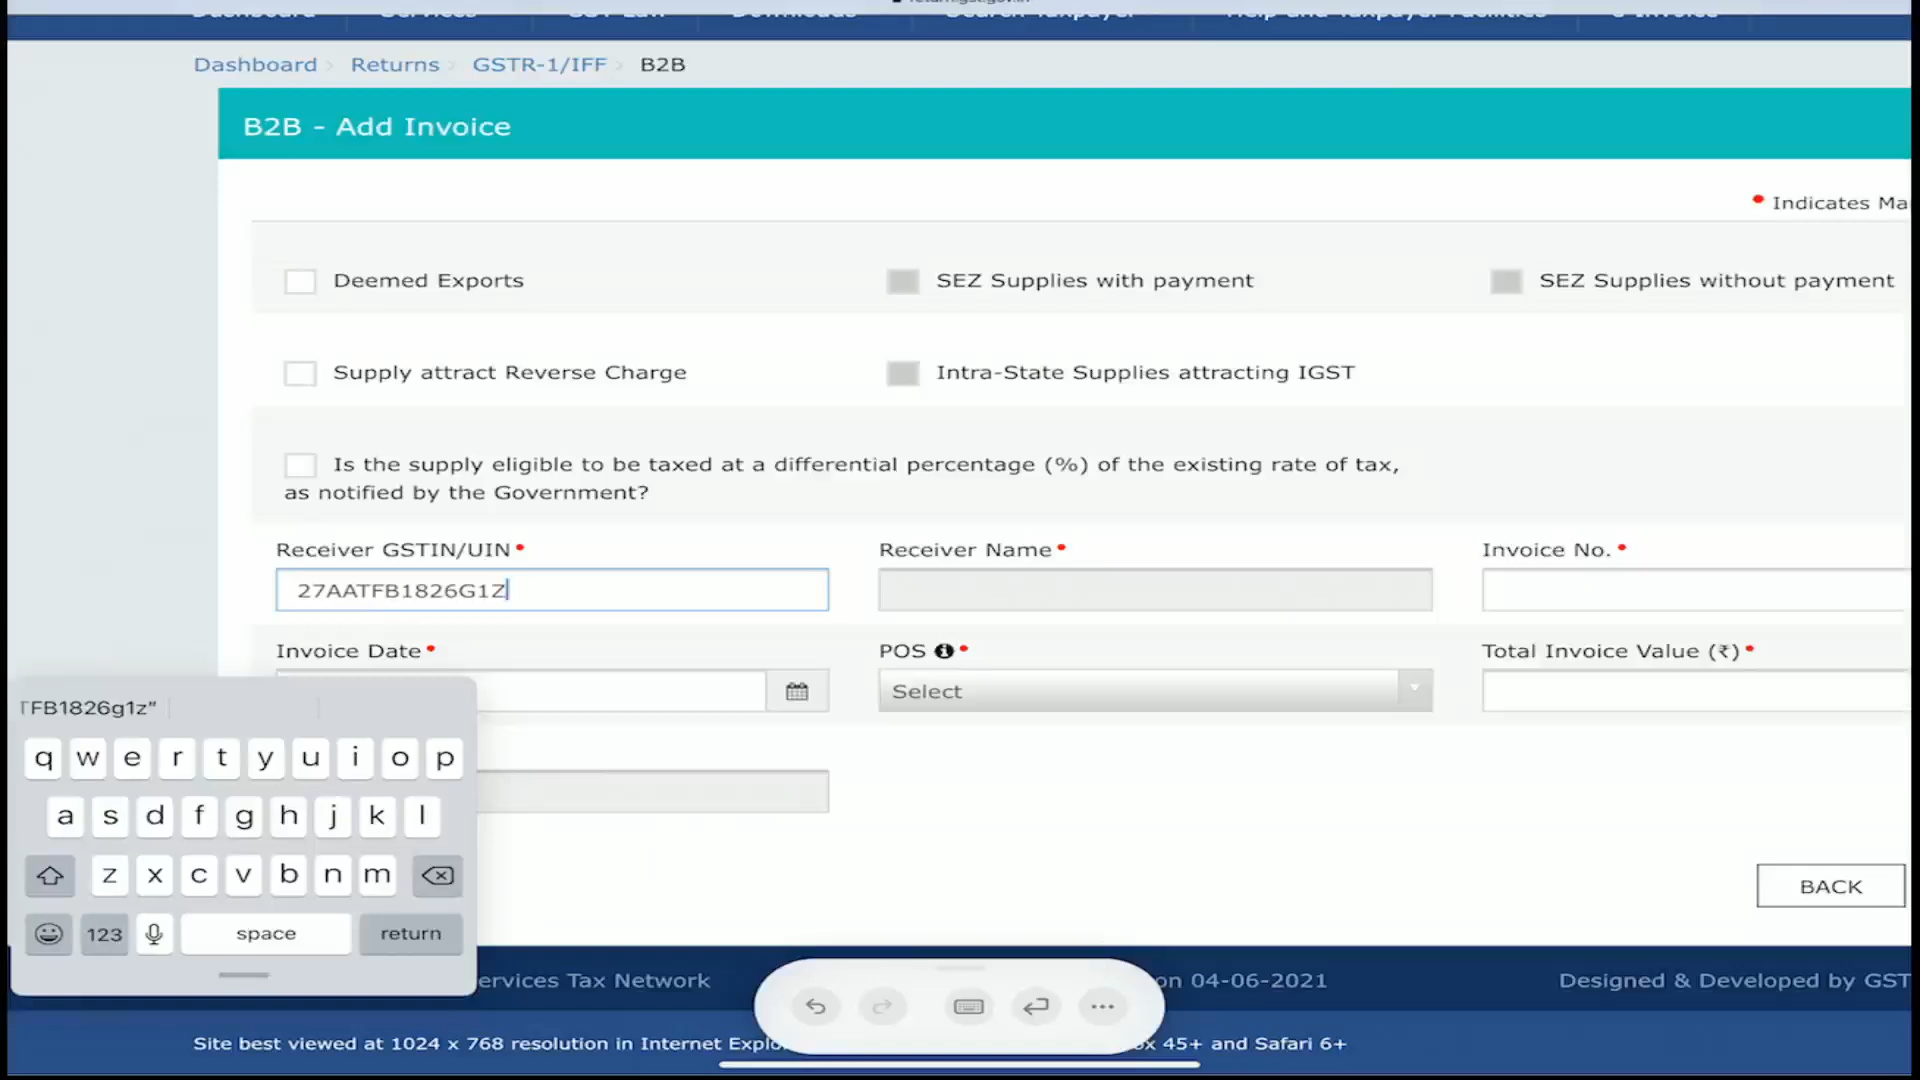 Dashboard Returns GSTR-1/IFF B2B
B2B - Add Invoice
• Indicates Ma
Deemed Exports
SEZ Supplies with payment
SEZ Supplies without payment
Supply attract Reverse Charge
Intra-State Supplies attracting IGST
Is the supply eligible to be taxed at a differential percentage (%) of the existing rate of tax,
as notified by the Government?
Receiver GSTIN/UIN•
Receiver Name•
Invoice No.•
27AATFB1826G1Z
Invoice Date•
POS •
Total Invoice Value (₹)•
Select
FB1826g1z"
q w e r t y u i o p
a s d f g h j k l
z x c v b n m
123 space return
BACK
ervices Tax Network
on 04-06-2021
Designed & Developed by GST
Site best viewed at 1024 x 768 resolution in Internet Explo
x 45+ and Safari 6+